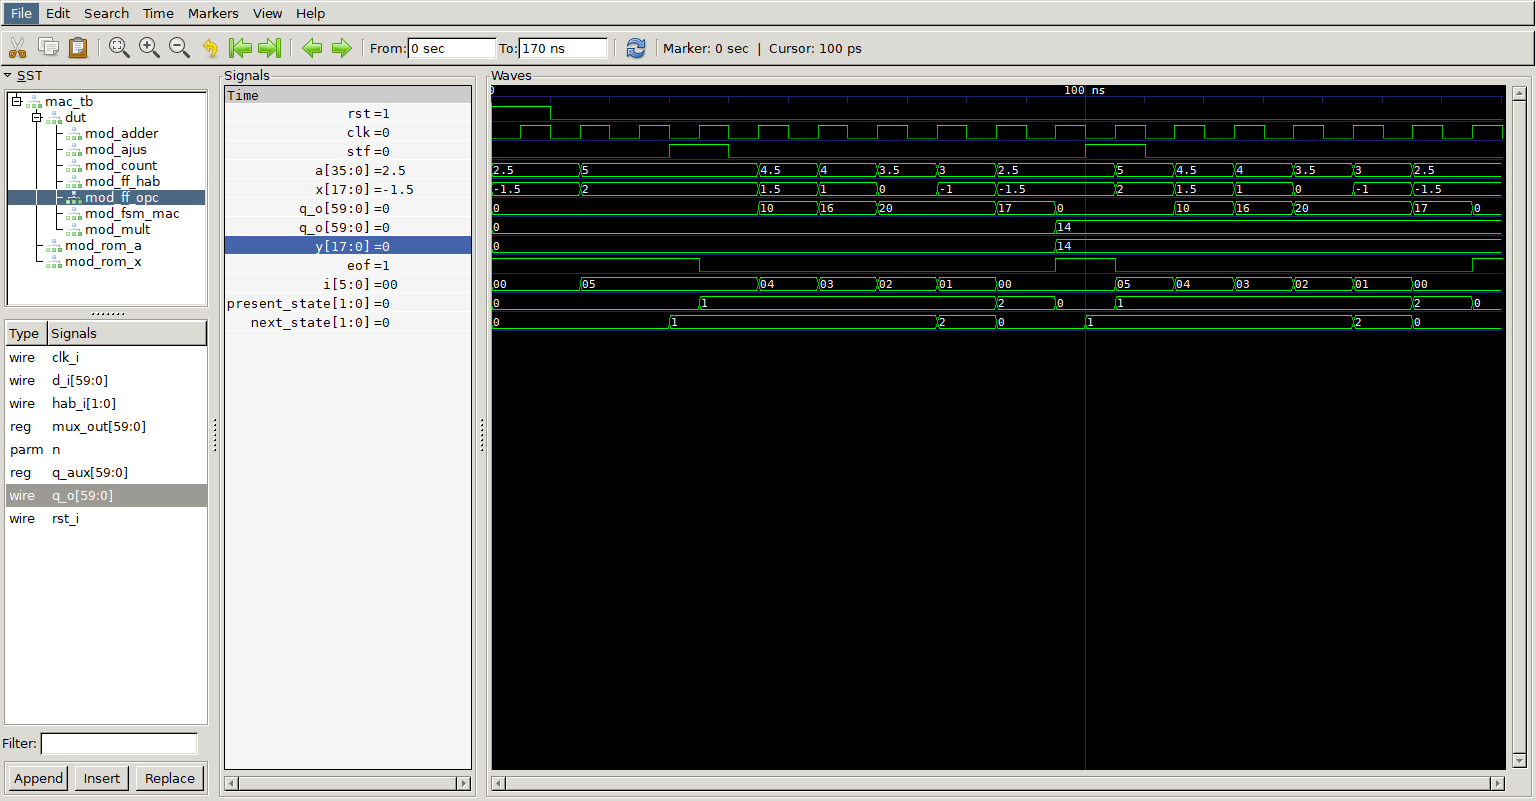 File Edit Search Time Markers View Help
From: 0 sec To: 170 ns Marker: 0 sec | Cursor: 100 ps
SST
mac_tb
dut
mod_adder
mod_ajus
mod_count
mod_ff_hab
mod_ff_opc
mod_fsm_mac
mod_mult
mod_rom_a
mod_rom_x
Type Signals
wire clk_i
wire d_i[59:0]
wire hab_i[1:0]
reg mux_out[59:0]
parm n
reg q_aux[59:0]
wire q_o[59:0]
wire rst_i
Filter:
Append Insert Replace
Signals
Time
rst =1
clk =0
stf =0
a[35:0] =2.5
x[17:0] =-1.5
q_o[59:0] =0
q_o[59:0] =0
y[17:0] =0
eof =1
i[5:0] =00
present_state[1:0] =0
next_state[1:0] =0
Waves
0 100 ns
2.5 5 4.5 4 3.5 3 2.5 5 4.5 4 3.5 3 2.5
-1.5 2 1.5 1 0 -1 -1.5 2 1.5 1 0 -1 -1.5
0 10 16 20 17 0 10 16 20 17 0
0 14
0 14
00 05 04 03 02 01 00 05 04 03 02 01 00
0 1 2 0 1 2 0
0 1 2 0 1 2 0